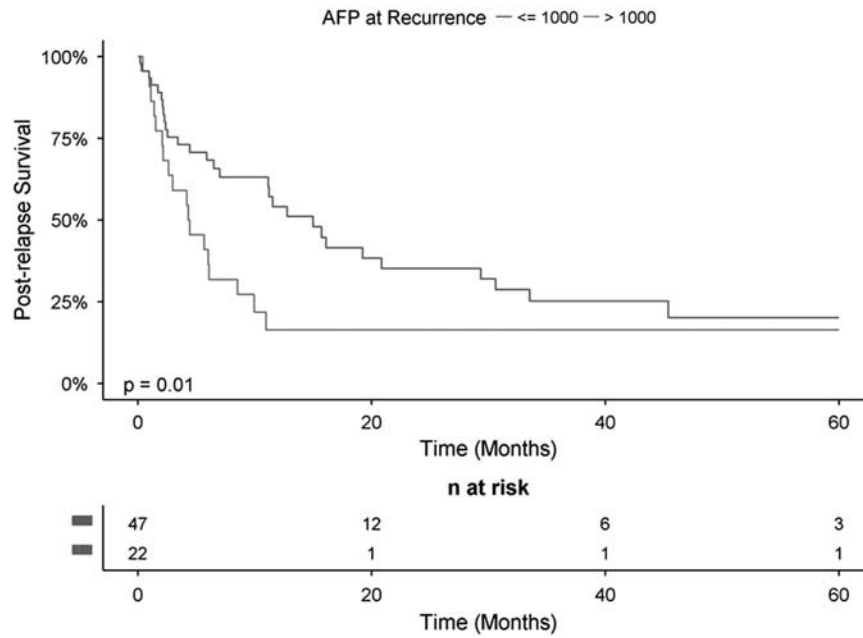 AFP at Recurrence — <= 1000 — > 1000
Post-relapse Survival
100%
75%
50%
25%
0%
p = 0.01
0 20 40 60
Time (Months)
n at risk
47 12 6 3
22 1 1 1
0 20 40 60
Time (Months)